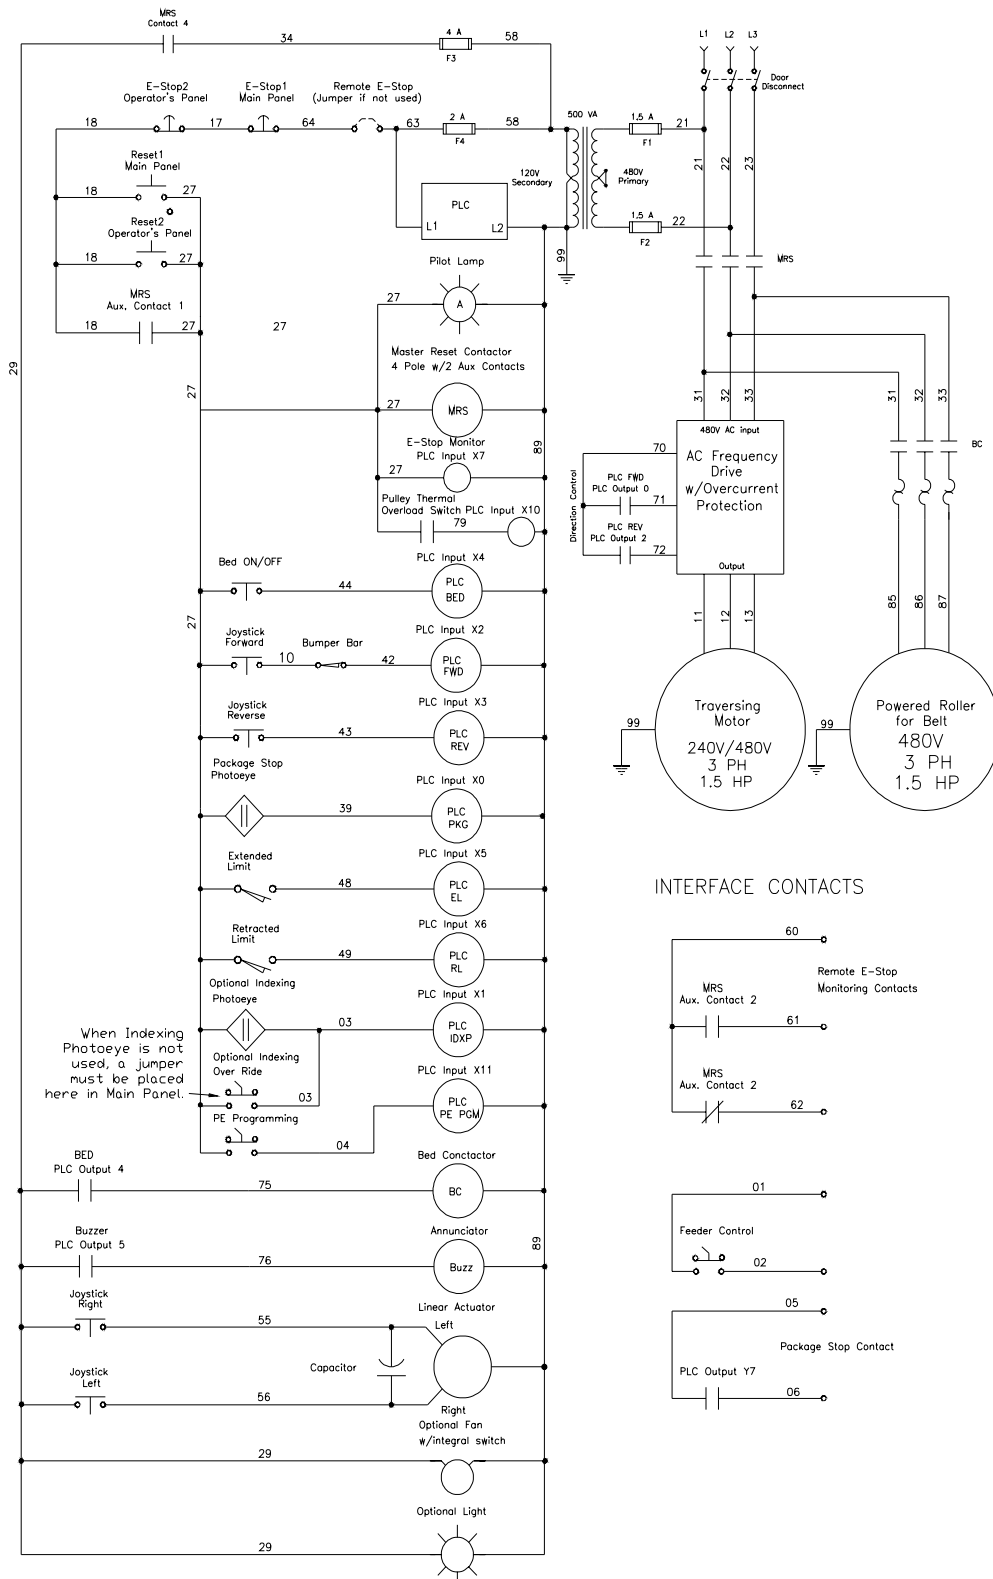 MRS
Contact 4
34
4 A
F3
58
L1
L2
L3
Door
Disconnect
E-Stop2
Operator's Panel
E-Stop1
Main Panel
Remote E-Stop
(Jumper if not used)
18
17
64
63
2 A
F4
58
500 VA
1.5 A
F1
21
21
22
23
Reset1
Main Panel
18
27
120V
Secondary
480V
Primary
PLC
L1
L2
Reset2
Operator's Panel
18
27
1.5 A
F2
22
99
MRS
Pilot Lamp
27
A
MRS
Aux. Contact 1
18
27
27
29
27
Master Reset Contactor
4 Pole w/2 Aux Contacts
27
MRS
89
31
32
33
31
32
33
BC
E-Stop Monitor
PLC Input X7
27
Pulley Thermal
Overload Switch
PLC Input X10
79
480V AC input
AC Frequency
Drive
w/Overcurrent
Protection
Output
70
Direction Control
PLC FWD
PLC Output 0
71
PLC REV
PLC Output 2
72
11
12
13
85
86
87
Bed ON/OFF
44
PLC Input X4
PLC
BED
27
Joystick
Forward
10
Bumper Bar
42
PLC Input X2
PLC
FWD
Joystick
Reverse
43
PLC Input X3
PLC
REV
99
Traversing
Motor
240V/480V
3 PH
1.5 HP
99
Powered Roller
for Belt
480V
3 PH
1.5 HP
Package Stop
Photoeye
39
PLC Input X0
PLC
PKG
Extended
Limit
48
PLC Input X5
PLC
EL
Retracted
Limit
49
PLC Input X6
PLC
RL
Optional Indexing
Photoeye
03
PLC Input X1
PLC
IDXP
When Indexing
Photoeye is not
used, a jumper
must be placed
here in Main Panel.
Optional Indexing
Over Ride
03
PE Programming
04
PLC Input X11
PLC
PE PGM
BED
PLC Output 4
75
Bed Conctactor
BC
Buzzer
PLC Output 5
76
Annunciator
Buzz
89
Joystick
Right
55
Linear Actuator
Left
Capacitor
Joystick
Left
56
Right
Optional Fan
w/integral switch
29
Optional Light
29
INTERFACE CONTACTS
60
Remote E-Stop
Monitoring Contacts
MRS
Aux. Contact 2
61
MRS
Aux. Contact 2
62
01
Feeder Control
02
05
Package Stop Contact
PLC Output Y7
06